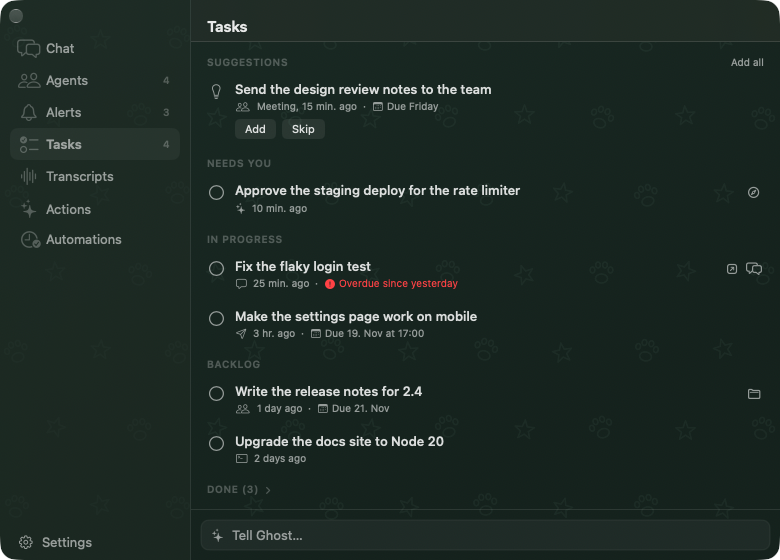 Tasks
Chat
Agents 4
Alerts 3
Tasks 4
Transcripts
Actions
Automations
Settings
SUGGESTIONS Add all
Send the design review notes to the team
Meeting, 15 min. ago · Due Friday
Add Skip
NEEDS YOU
Approve the staging deploy for the rate limiter
10 min. ago
IN PROGRESS
Fix the flaky login test
25 min. ago · Overdue since yesterday
Make the settings page work on mobile
3 hr. ago · Due 19. Nov at 17:00
BACKLOG
Write the release notes for 2.4
1 day ago · Due 21. Nov
Upgrade the docs site to Node 20
2 days ago
DONE (3)
Tell Ghost...